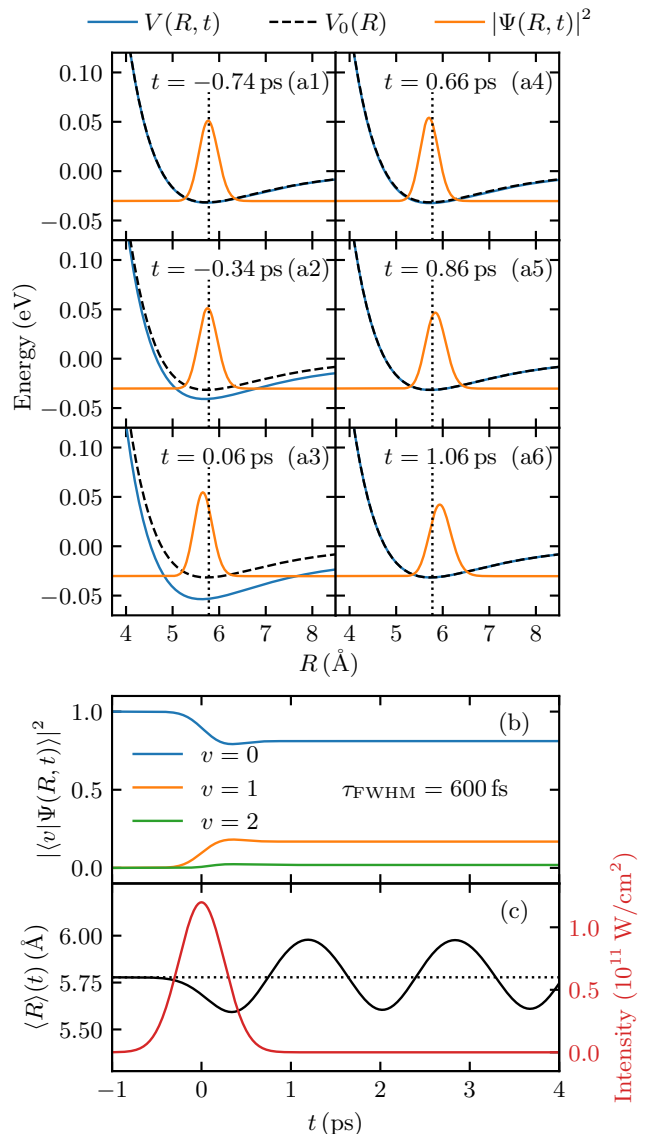 V(R, t) V₀(R) |Ψ(R, t)|²
0.10 t = −0.74 ps (a1) t = 0.66 ps (a4)
0.05
0.00
−0.05
0.10 t = −0.34 ps (a2) t = 0.86 ps (a5)
0.05
0.00
−0.05
0.10 t = 0.06 ps (a3) t = 1.06 ps (a6)
0.05
0.00
−0.05
Energy (eV)
4 5 6 7 8 4 5 6 7 8
R (Å)
1.0 (b)
v = 0
0.5 v = 1 τFWHM = 600 fs
v = 2
0.0
|⟨v|Ψ(R, t)⟩|²
(c)
6.00 1.0
5.75 0.5
5.50 0.0
⟨R⟩(t) (Å)
Intensity (10¹¹ W/cm²)
−1 0 1 2 3 4
t (ps)